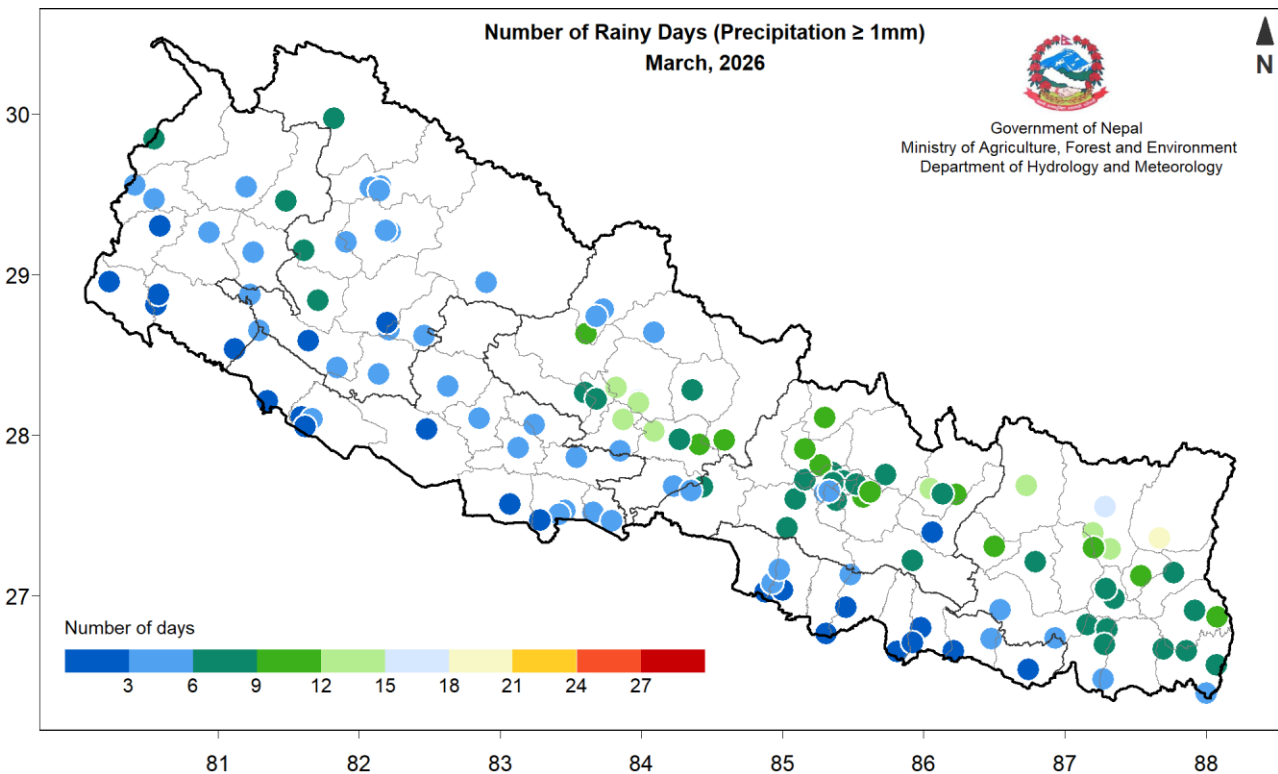 Number of Rainy Days (Precipitation ≥ 1mm)
March, 2026
N
Government of Nepal
Ministry of Agriculture, Forest and Environment
Department of Hydrology and Meteorology
30
29
28
27
Number of days
3 6 9 12 15 18 21 24 27
81 82 83 84 85 86 87 88